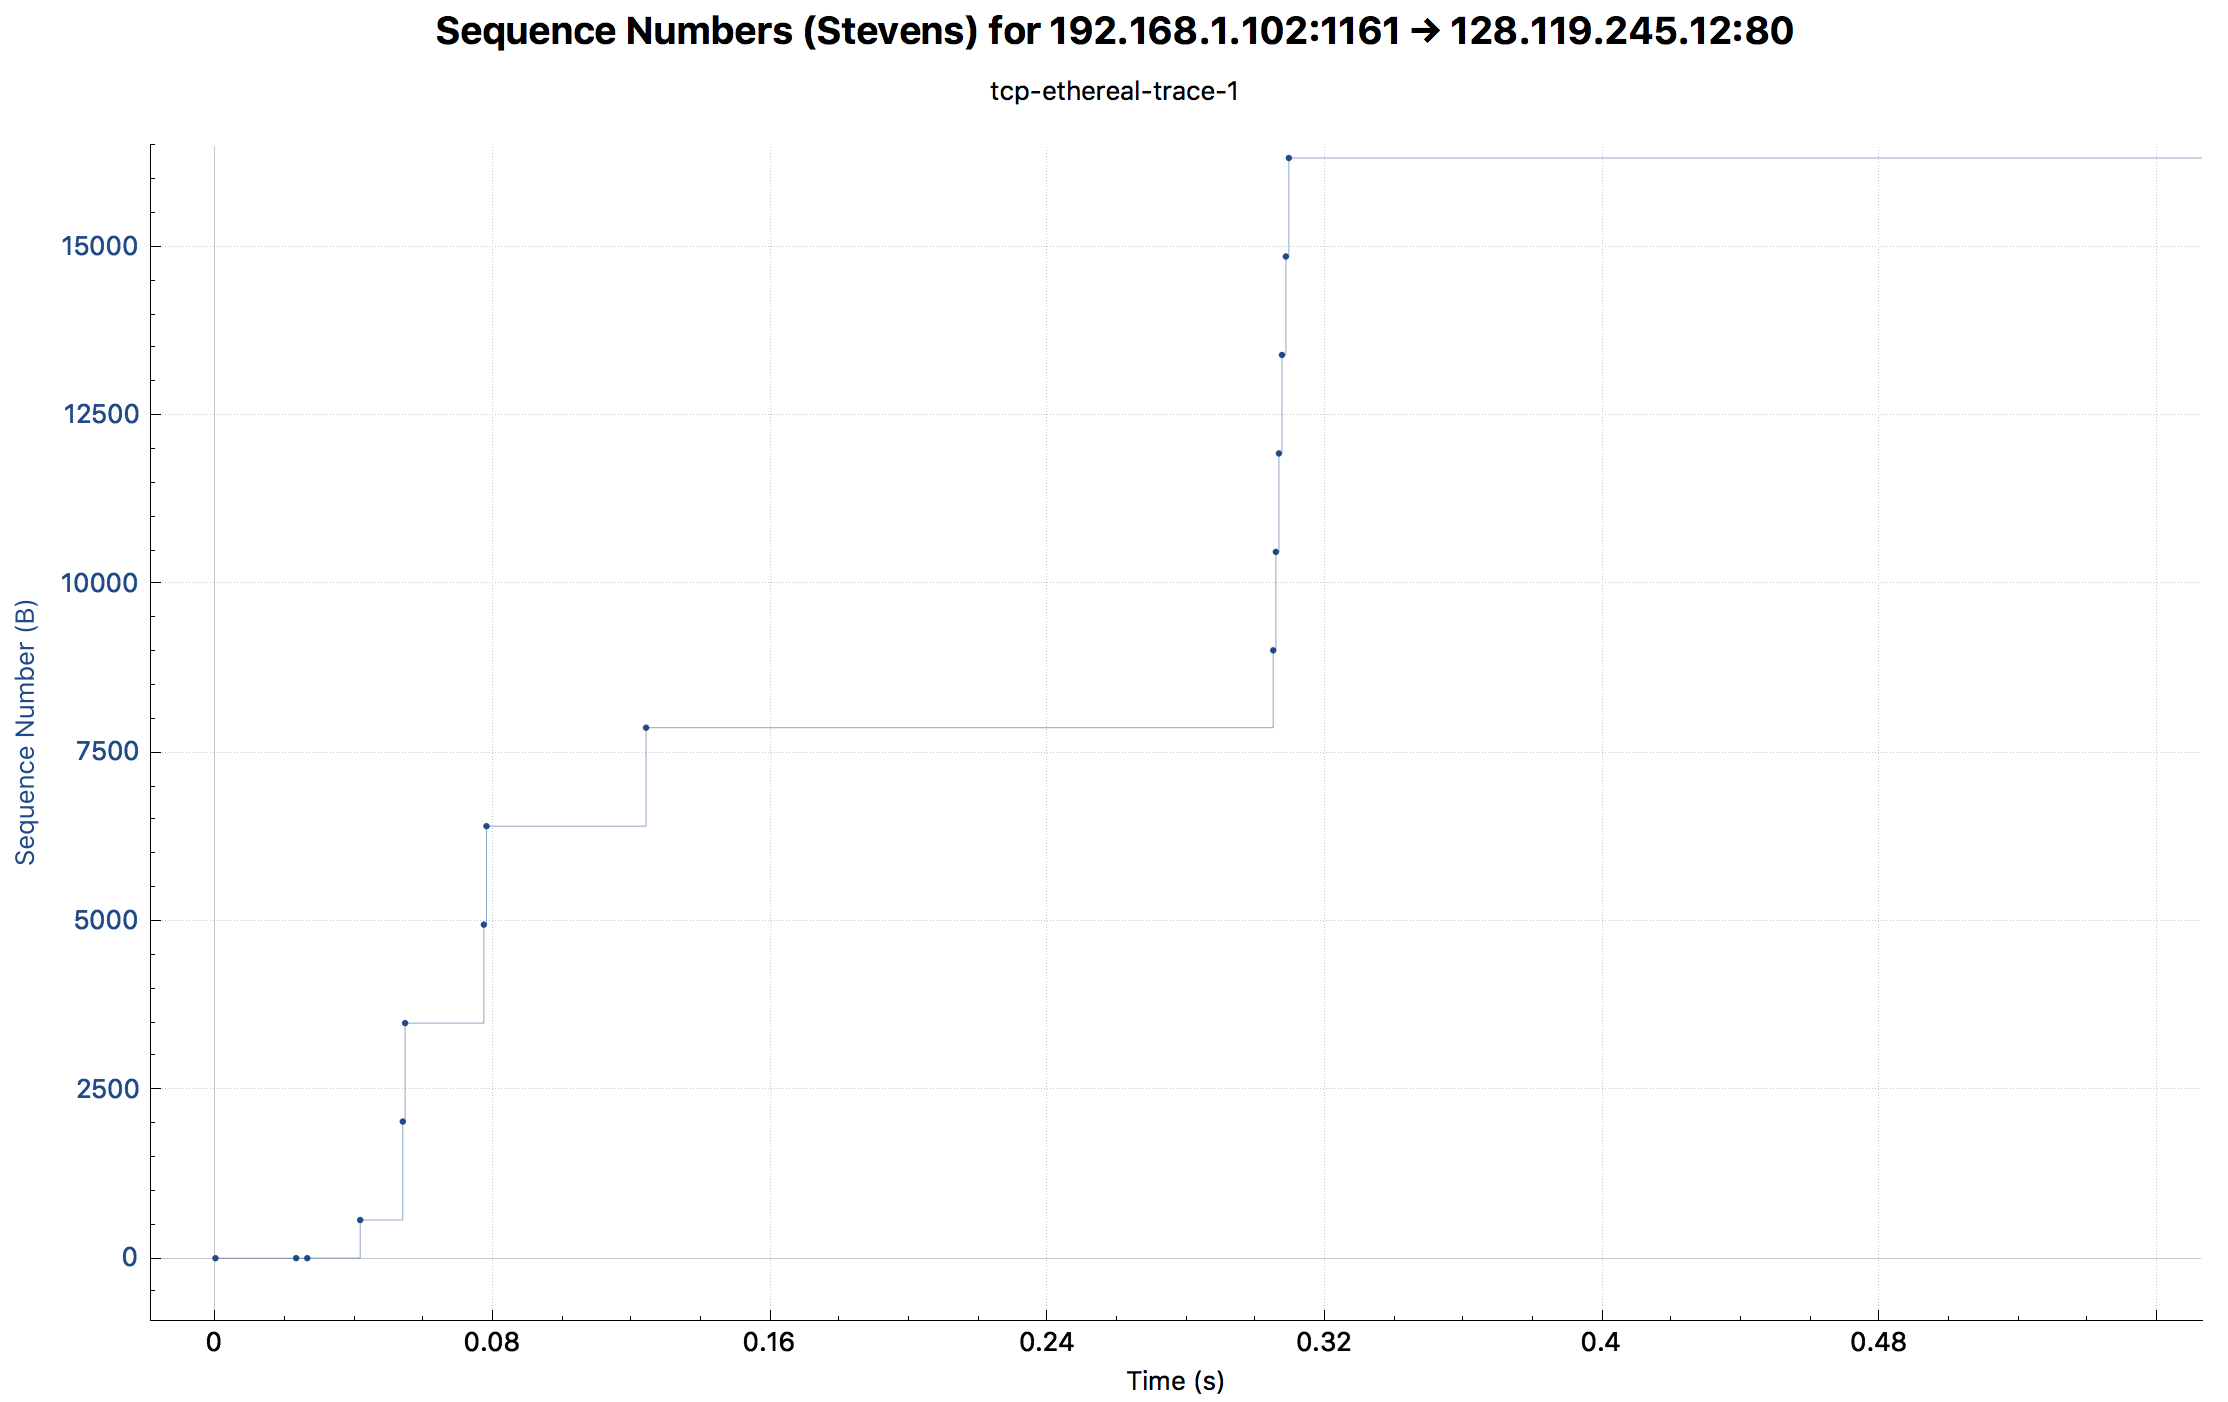 Sequence Numbers (Stevens) for 192.168.1.102:1161 → 128.119.245.12:80
tcp-ethereal-trace-1
Sequence Number (B)
15000
12500
10000
7500
5000
2500
0
0 0.08 0.16 0.24 0.32 0.4 0.48
Time (s)